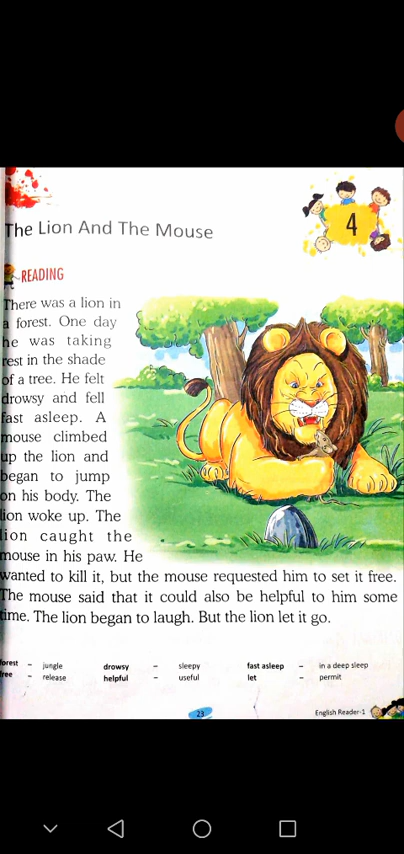 4
The Lion And The Mouse
READING
There was a lion in
a forest. One day
he was taking
rest in the shade
of a tree. He felt
drowsy and fell
fast asleep. A
mouse climbed
up the lion and
began to jump
on his body. The
lion woke up. The
lion caught the
mouse in his paw. He
wanted to kill it, but the mouse requested him to set it free.
The mouse said that it could also be helpful to him some
time. The lion began to laugh. But the lion let it go.
forest – jungle drowsy – sleepy fast asleep – in a deep sleep
free – release helpful – useful let – permit
23 English Reader-1